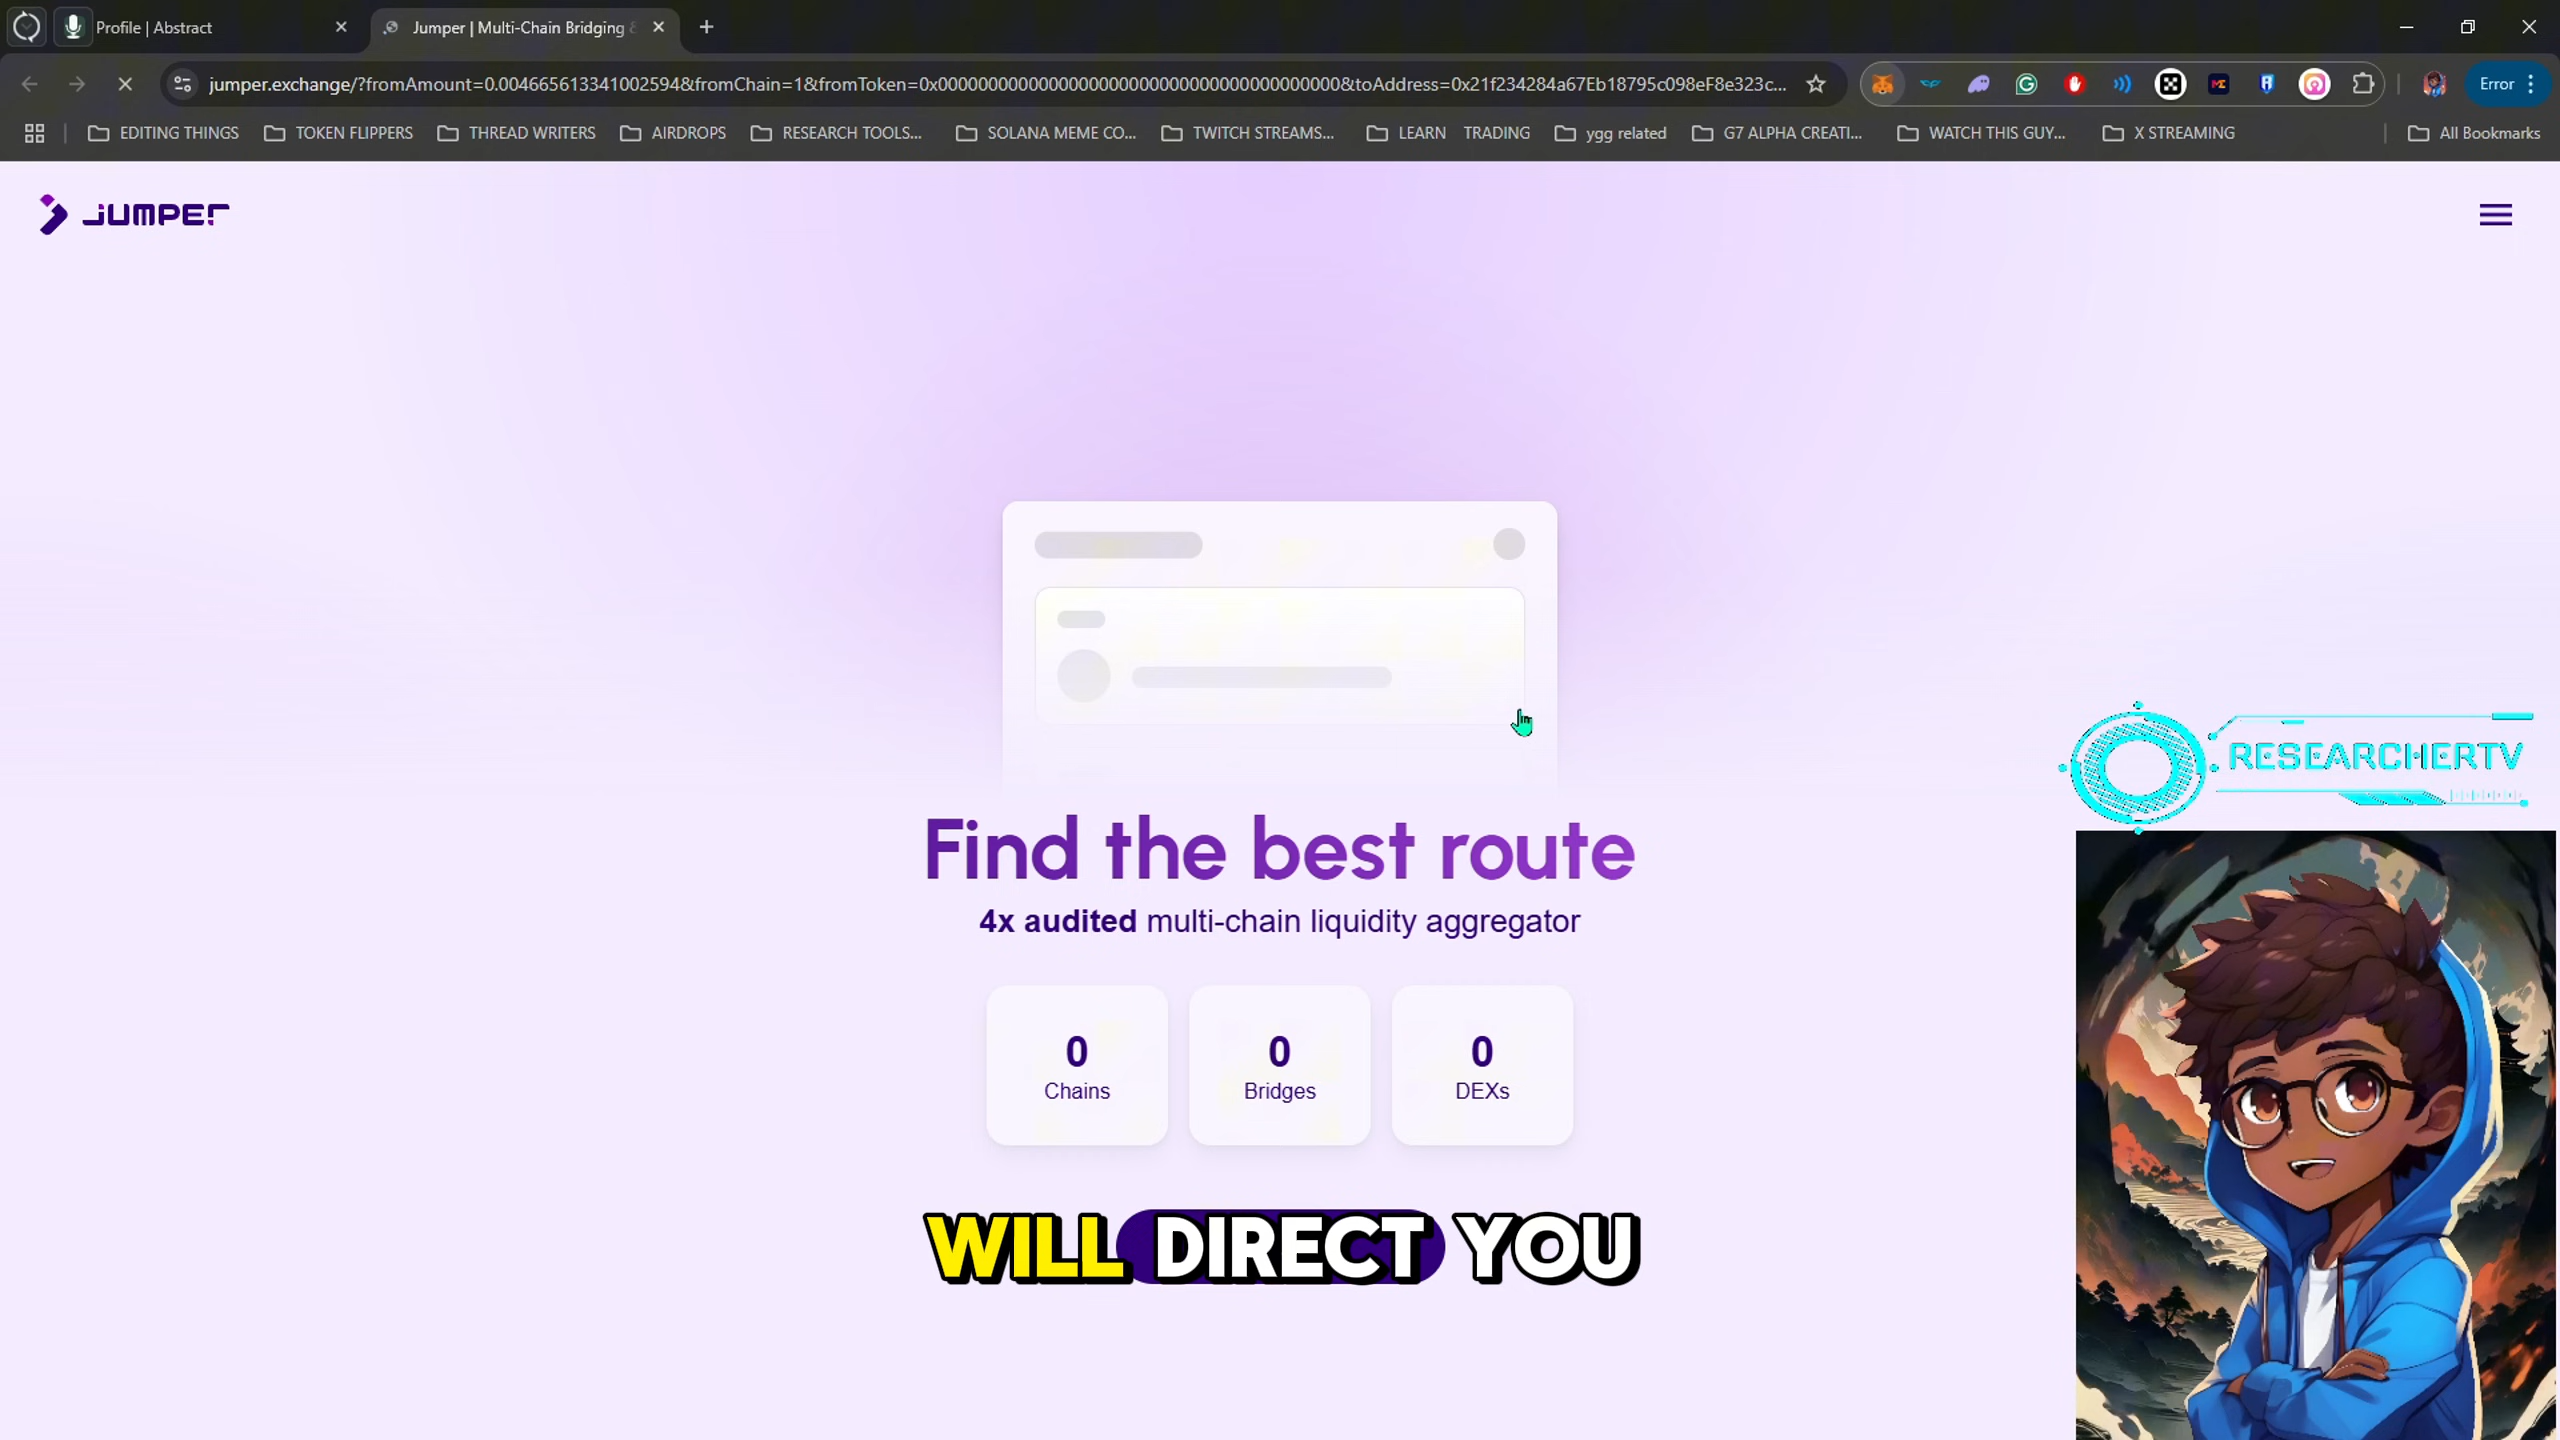 Profile | Abstract
Jumper | Multi-Chain Bridging &
jumper.exchange/?fromAmount=0.004665613341002594&fromChain=1&fromToken=0x0000000000000000000000000000000000000000&toAddress=0x21f234284a67Eb18795c098eF8e323c...
Error
EDITING THINGS
TOKEN FLIPPERS
THREAD WRITERS
AIRDROPS
RESEARCH TOOLS...
SOLANA MEME CO...
TWITCH STREAMS...
LEARN TRADING
ygg related
G7 ALPHA CREATI...
WATCH THIS GUY...
X STREAMING
All Bookmarks
JUMPER
RESEARCHERTV
Find the best route
4x audited multi-chain liquidity aggregator
0
Chains
0
Bridges
0
DEXs
WILL DIRECT YOU